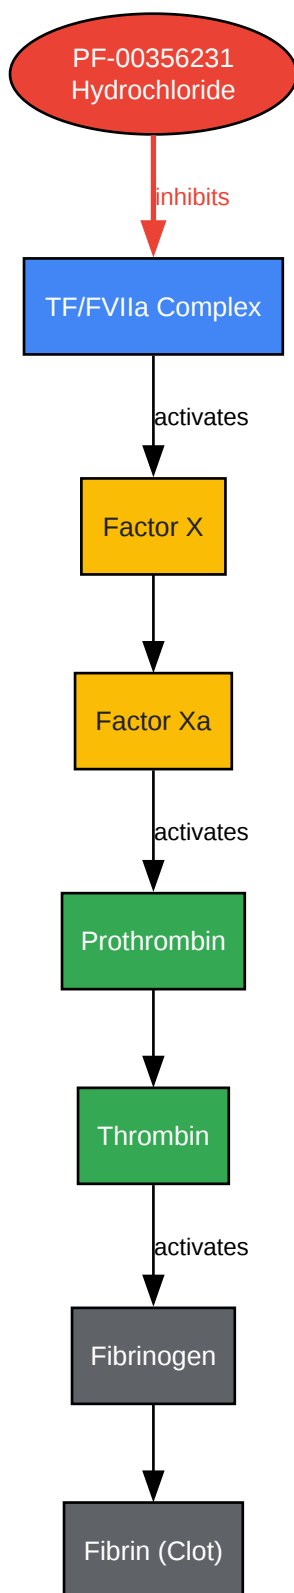 PF-00356231
Hydrochloride
inhibits
TF/FVIIa Complex
activates
Factor X
Factor Xa
activates
Prothrombin
Thrombin
activates
Fibrinogen
Fibrin (Clot)